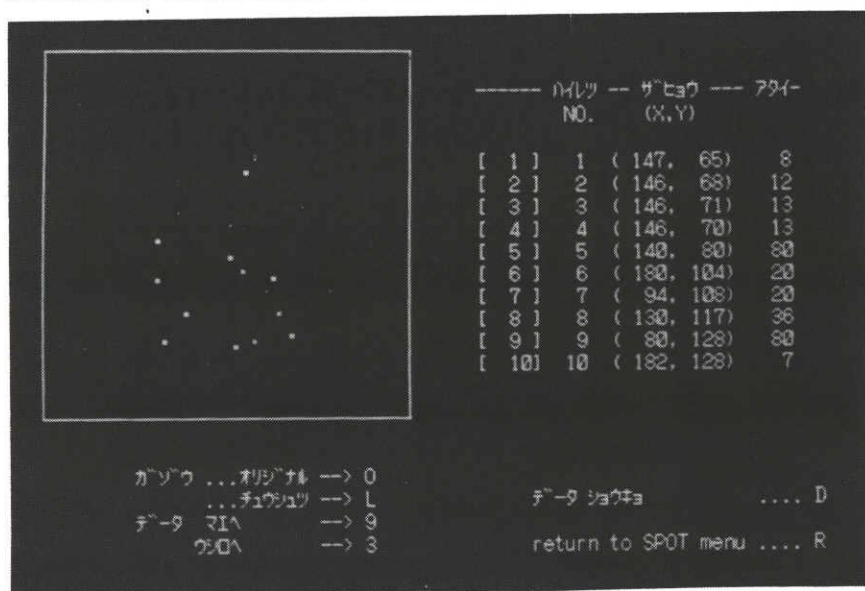 ------ ハイレツ -- ザヒョウ --- アタイ-
NO. (X,Y)
[ 1 ] 1 ( 147, 65) 8
[ 2 ] 2 ( 146, 68) 12
[ 3 ] 3 ( 146, 71) 13
[ 4 ] 4 ( 146, 70) 13
[ 5 ] 5 ( 140, 80) 80
[ 6 ] 6 ( 180, 104) 20
[ 7 ] 7 ( 94, 108) 20
[ 8 ] 8 ( 130, 117) 36
[ 9 ] 9 ( 80, 128) 80
[ 10] 10 ( 182, 128) 7
ガゾウ ...オリジナル --> O
...チュウシュツ --> L
データ マエヘ --> 9
ウシロヘ --> 3
データ ショウキョ .... D
return to SPOT menu .... R